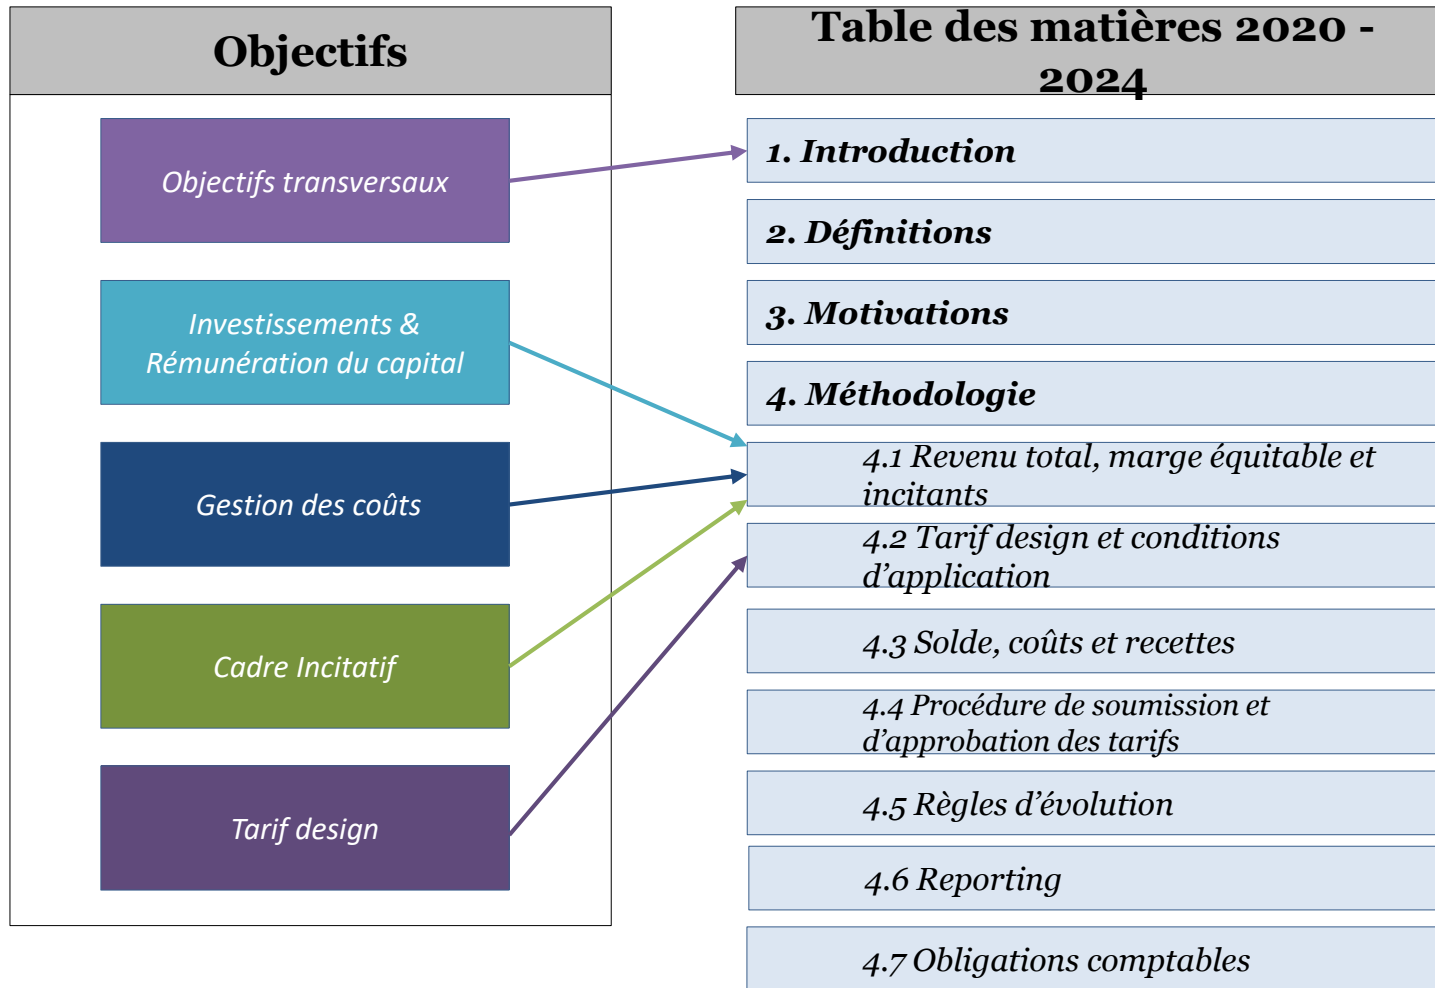 Objectifs
Objectifs transversaux
Investissements &
Rémunération du capital
Gestion des coûts
Cadre Incitatif
Tarif design
Table des matières 2020 -
2024
1. Introduction
2. Définitions
3. Motivations
4. Méthodologie
4.1 Revenu total, marge équitable et
incitants
4.2 Tarif design et conditions
d’application
4.3 Solde, coûts et recettes
4.4 Procédure de soumission et
d’approbation des tarifs
4.5 Règles d’évolution
4.6 Reporting
4.7 Obligations comptables